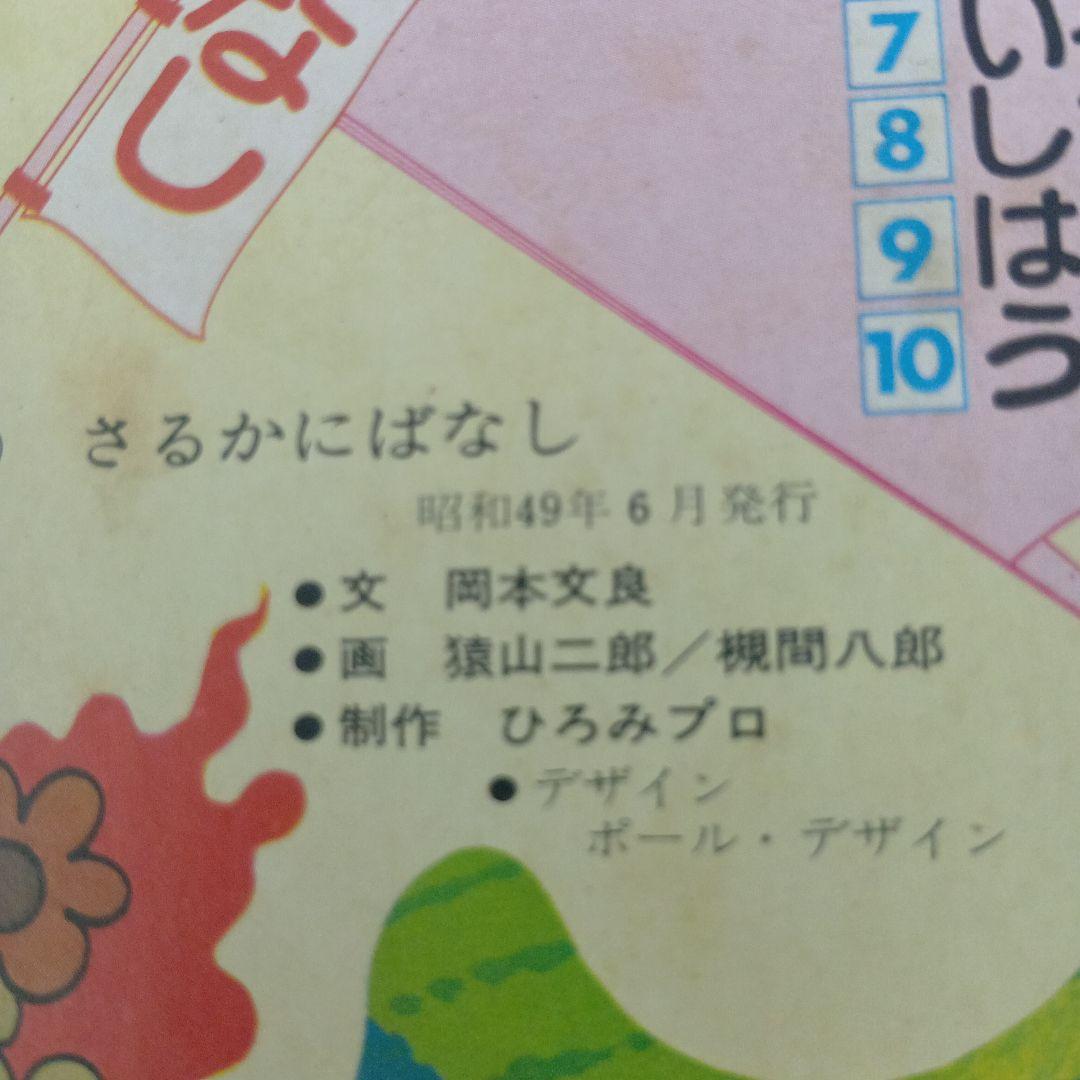 なし
7
8
9
10
いしはう
さるかにばなし
昭和49年6月発行
●文 岡本文良
●画 猿山二郎／槻間八郎
●制作 ひろみプロ
●デザイン
ポール・デザイン